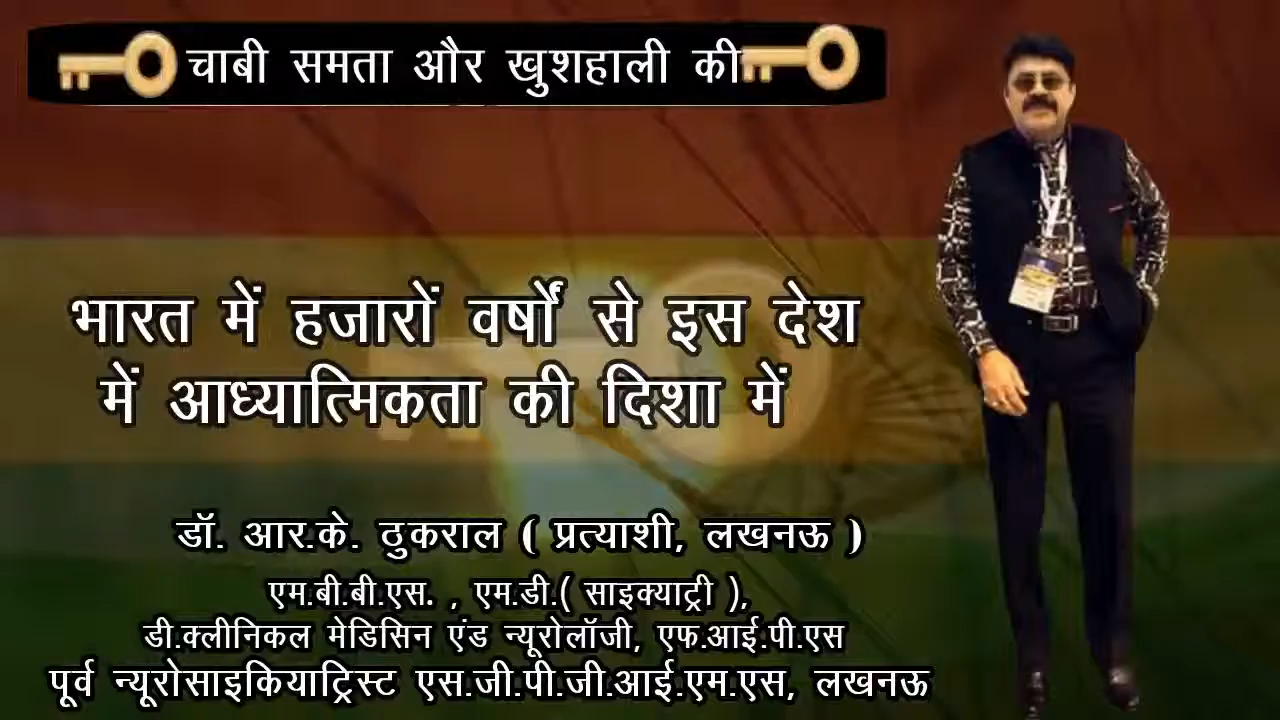 चाबी समता और खुशहाली की
भारत में हजारों वर्षों से इस देश
में आध्यात्मिकता की दिशा में
डॉ. आर.के. ठुकराल ( प्रत्याशी, लखनऊ )
एम.बी.बी.एस. , एम.डी.( साइक्याट्री ),
डी.क्लीनिकल मेडिसिन एंड न्यूरोलॉजी, एफ.आई.पी.एस
पूर्व न्यूरोसाइकियाट्रिस्ट एस.जी.पी.जी.आई.एम.एस, लखनऊ